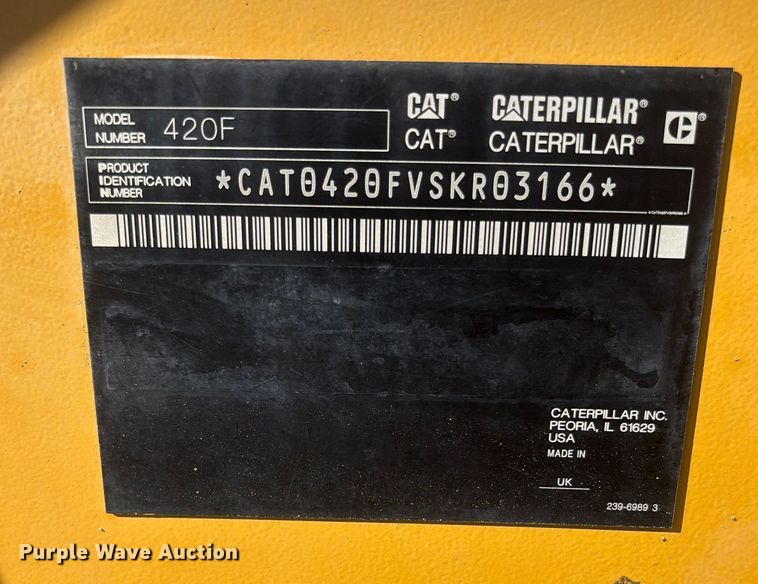 MODEL NUMBER 420F
CAT® CATERPILLAR®
CAT® CATERPILLAR® C®
PRODUCT IDENTIFICATION NUMBER *CAT0420FVSKR03166*
CATERPILLAR INC.
PEORIA, IL 61629
USA
MADE IN
UK
239-6989 3
Purple Wave Auction